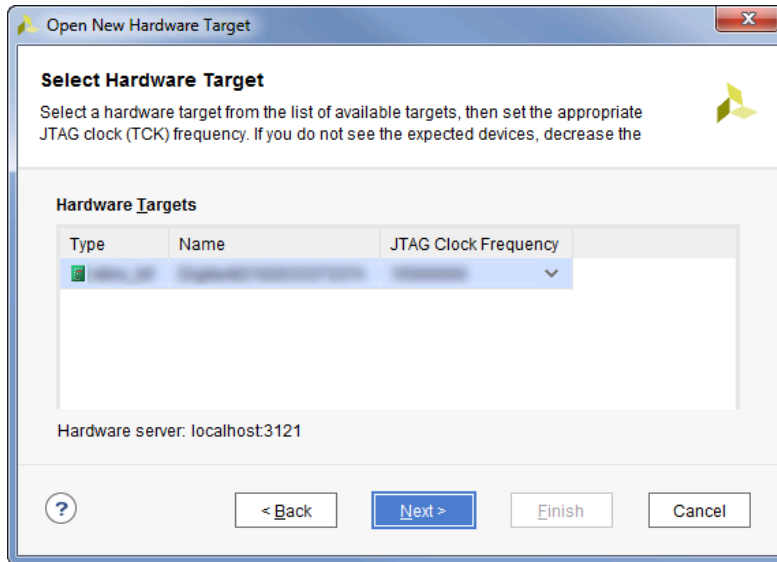 Open New Hardware Target
Select Hardware Target
Select a hardware target from the list of available targets, then set the appropriate
JTAG clock (TCK) frequency. If you do not see the expected devices, decrease the
Hardware Targets
Type Name JTAG Clock Frequency
Hardware server: localhost:3121
? < Back Next > Finish Cancel